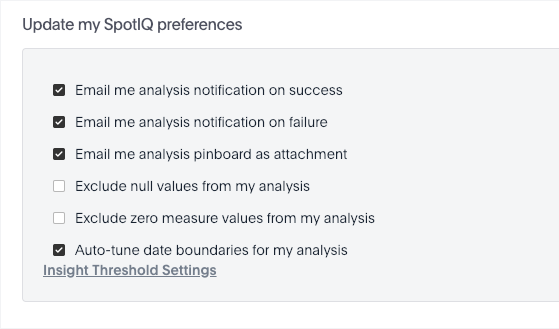 Update my SpotIQ preferences
Email me analysis notification on success
Email me analysis notification on failure
Email me analysis pinboard as attachment
Exclude null values from my analysis
Exclude zero measure values from my analysis
Auto-tune date boundaries for my analysis
Insight Threshold Settings